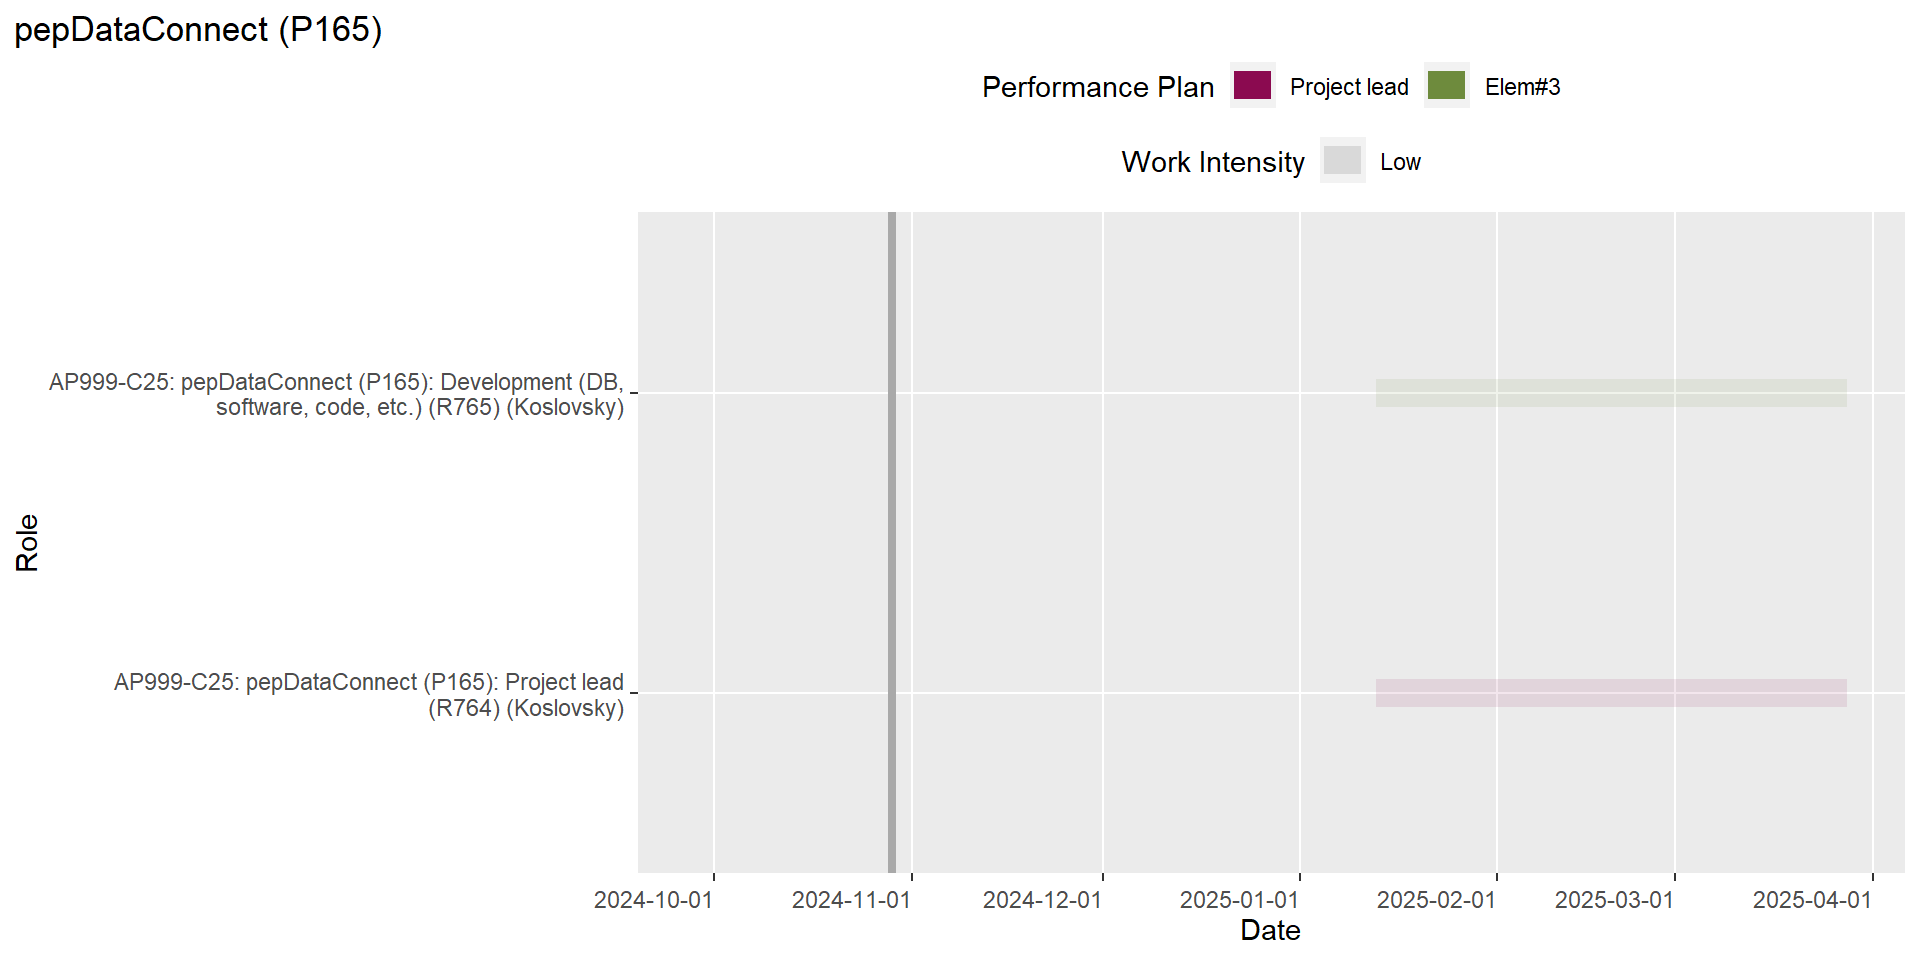 pepDataConnect (P165)
Performance Plan
Project lead
Elem#3
Work Intensity
Low
AP999-C25: pepDataConnect (P165): Development (DB,
software, code, etc.) (R765) (Koslovsky)
Role
AP999-C25: pepDataConnect (P165): Project lead
(R764) (Koslovsky)
2024-10-01
2024-11-01
2024-12-01
2025-01-01
2025-02-01
2025-03-01
2025-04-01
Date